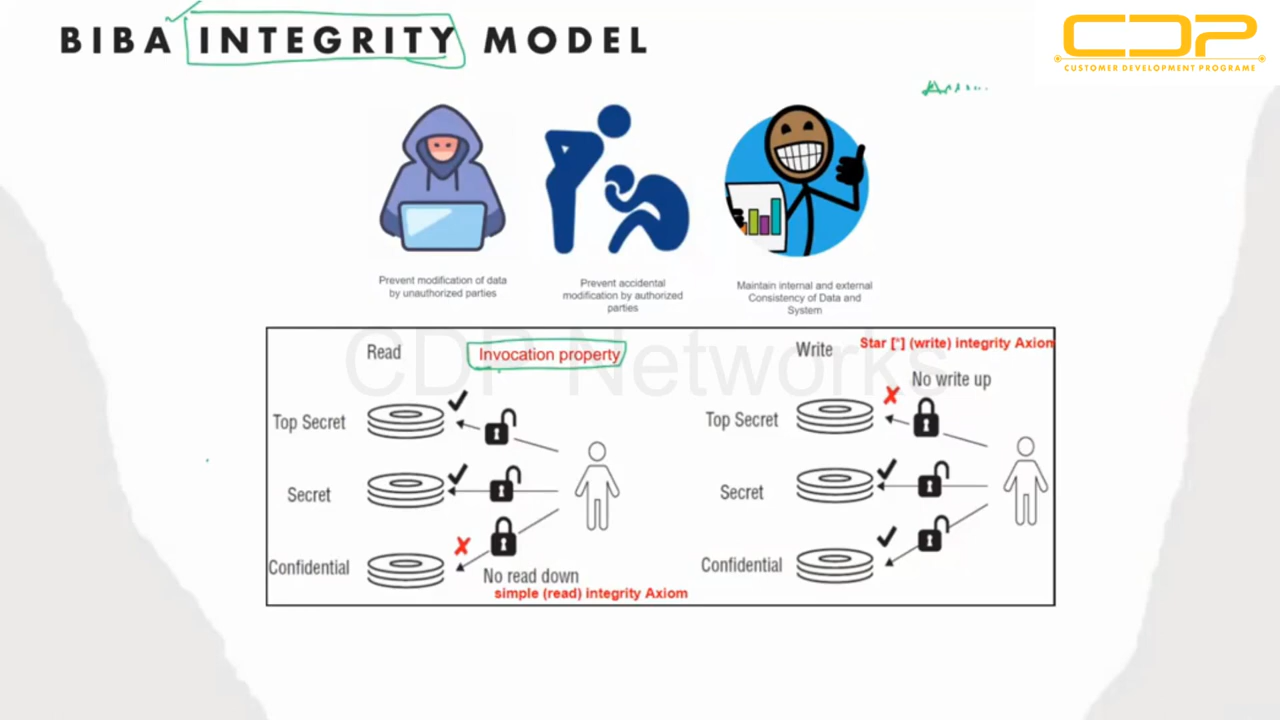 BIBA INTEGRITY MODEL
CDP
CUSTOMER DEVELOPMENT PROGRAME
Prevent modification of data
by unauthorized parties
Prevent accidental
modification by authorized
parties
Maintain internal and external
Consistency of Data and
System
CDP Networks
Read
Invocation property
Top Secret
Secret
Confidential
No read down
simple (read) integrity Axiom
Write
Star [*] (write) integrity Axiom
No write up
Top Secret
Secret
Confidential